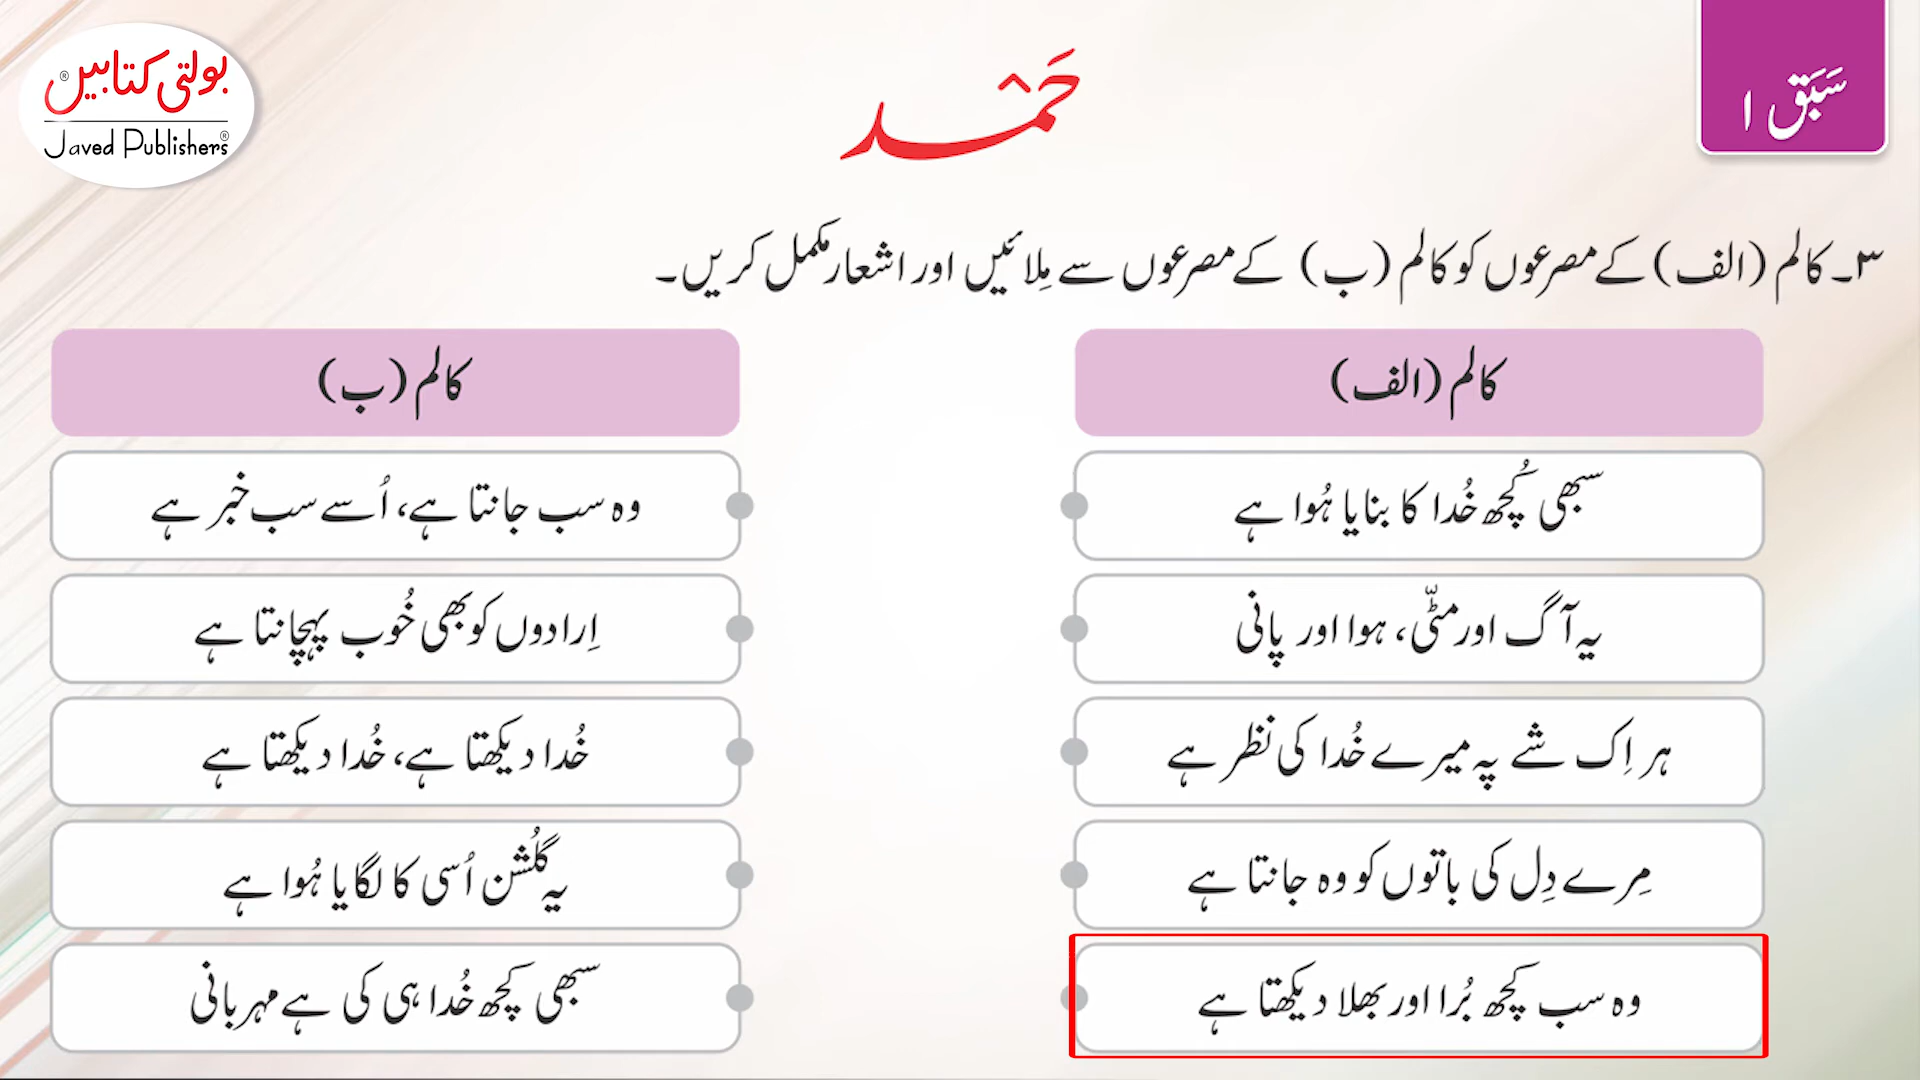 بولتی کتابیں®
Javed Publishers®
حَمْد
سَبَق ۱
۳۔ کالم (الف) کے مصرعوں کو کالم (ب) کے مصرعوں سے مِلائیں اور اشعار مکمل کریں۔
کالم (الف)
کالم (ب)
سبھی کُچھ خُدا کا بنایا ہُوا ہے
وہ سب جانتا ہے، اُسے سب خبر ہے
یہ آگ اور مٹّی، ہوا اور پانی
اِرادوں کو بھی خُوب پہچانتا ہے
ہر اِک شے پہ میرے خُدا کی نظر ہے
خُدا دیکھتا ہے، خُدا دیکھتا ہے
مِرے دِل کی باتوں کو وہ جانتا ہے
یہ گلُشن اُسی کا لگایا ہُوا ہے
وہ سب کچھ بُرا اور بھلا دیکھتا ہے
سبھی کچھ خُدا ہی کی ہے مہربانی